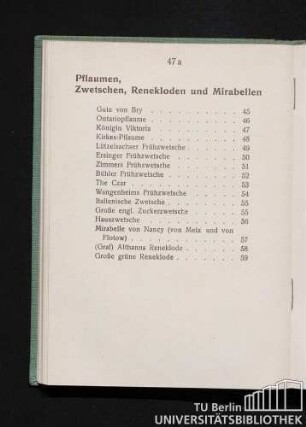 47a
Pflaumen,
Zwetschen, Renekloden und Mirabellen
Gute von Bry . . . . . . . . . . 45
Ontariopflaume . . . . . . . . . 46
Königin Viktoria . . . . . . . . . 47
Kirkes-Pflaume . . . . . . . . . 48
Lützelsachser Frühzwetsche . . . . . . 49
Ersinger Frühzwetsche . . . . . . . 50
Zimmers Frühzwetsche . . . . . . . 51
Bühler Frühzwetsche . . . . . . . . 52
The Czar . . . . . . . . . . . 53
Wangenheims Frühzwetsche . . . . . . 54
Italienische Zwetsche . . . . . . . . 55
Große engl. Zuckerzwetsche . . . . . . 55
Hauszwetsche . . . . . . . . . . 56
Mirabelle von Nancy (von Metz und von
Flotow) . . . . . . . . . . . 57
(Graf) Althanns Reneklode . . . . . . 58
Große grüne Reneklode . . . . . . . 59
TU Berlin
UNIVERSITÄTSBIBLIOTHEK